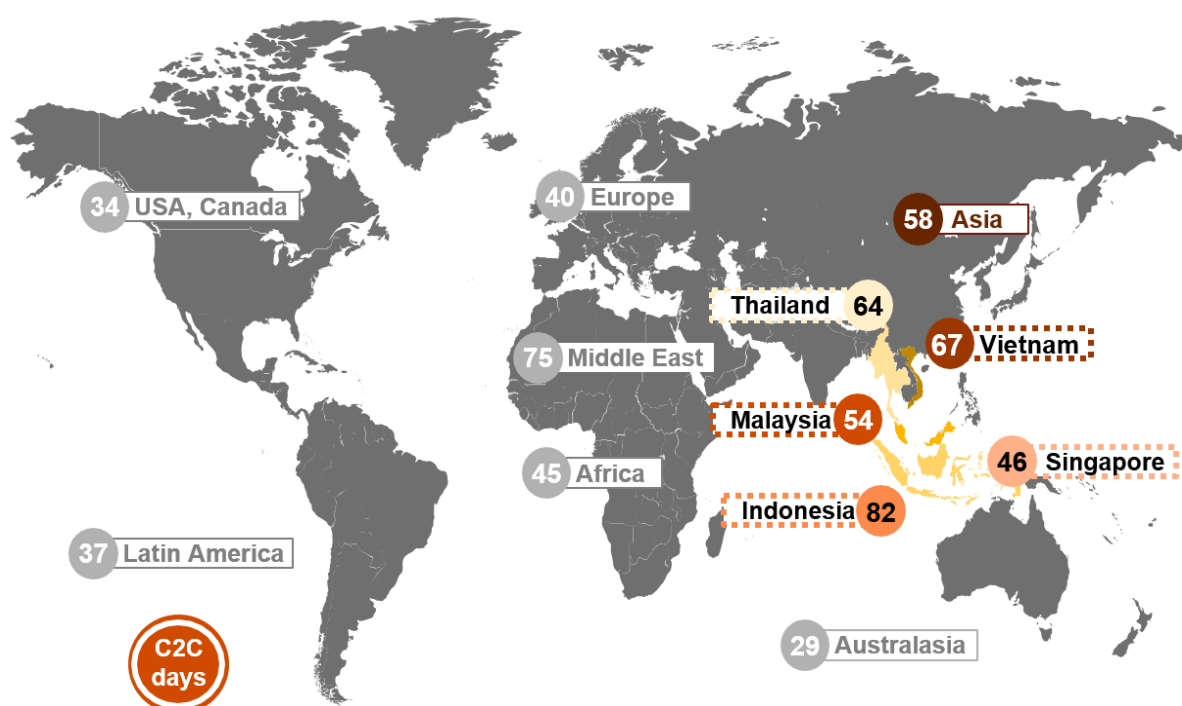 34 USA, Canada
40 Europe
58 Asia
Thailand 64
67 Vietnam
75 Middle East
Malaysia 54
45 Africa
46 Singapore
Indonesia 82
37 Latin America
29 Australasia
C2C
days